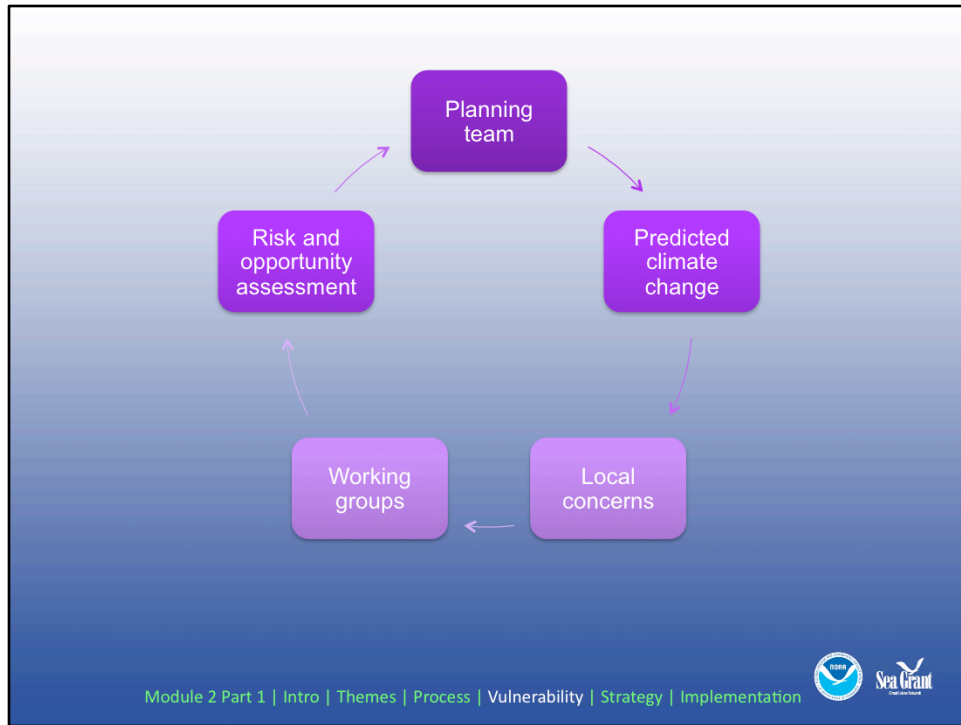 Planning
team
Risk and
opportunity
assessment
Predicted
climate
change
Working
groups
Local
concerns
Module 2 Part 1 | Intro | Themes | Process | Vulnerability | Strategy | Implementation
NOAA
Sea Grant